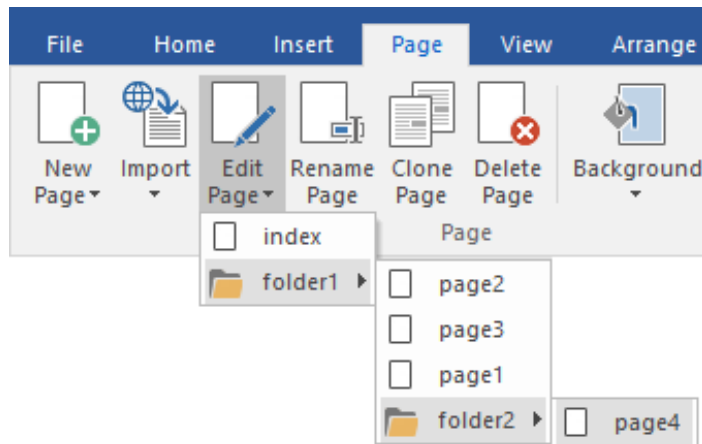 File Home Insert Page View Arrange
New Page Import Edit Page Rename Page Clone Page Delete Page Background
Page
index
folder1
page2
page3
page1
folder2
page4